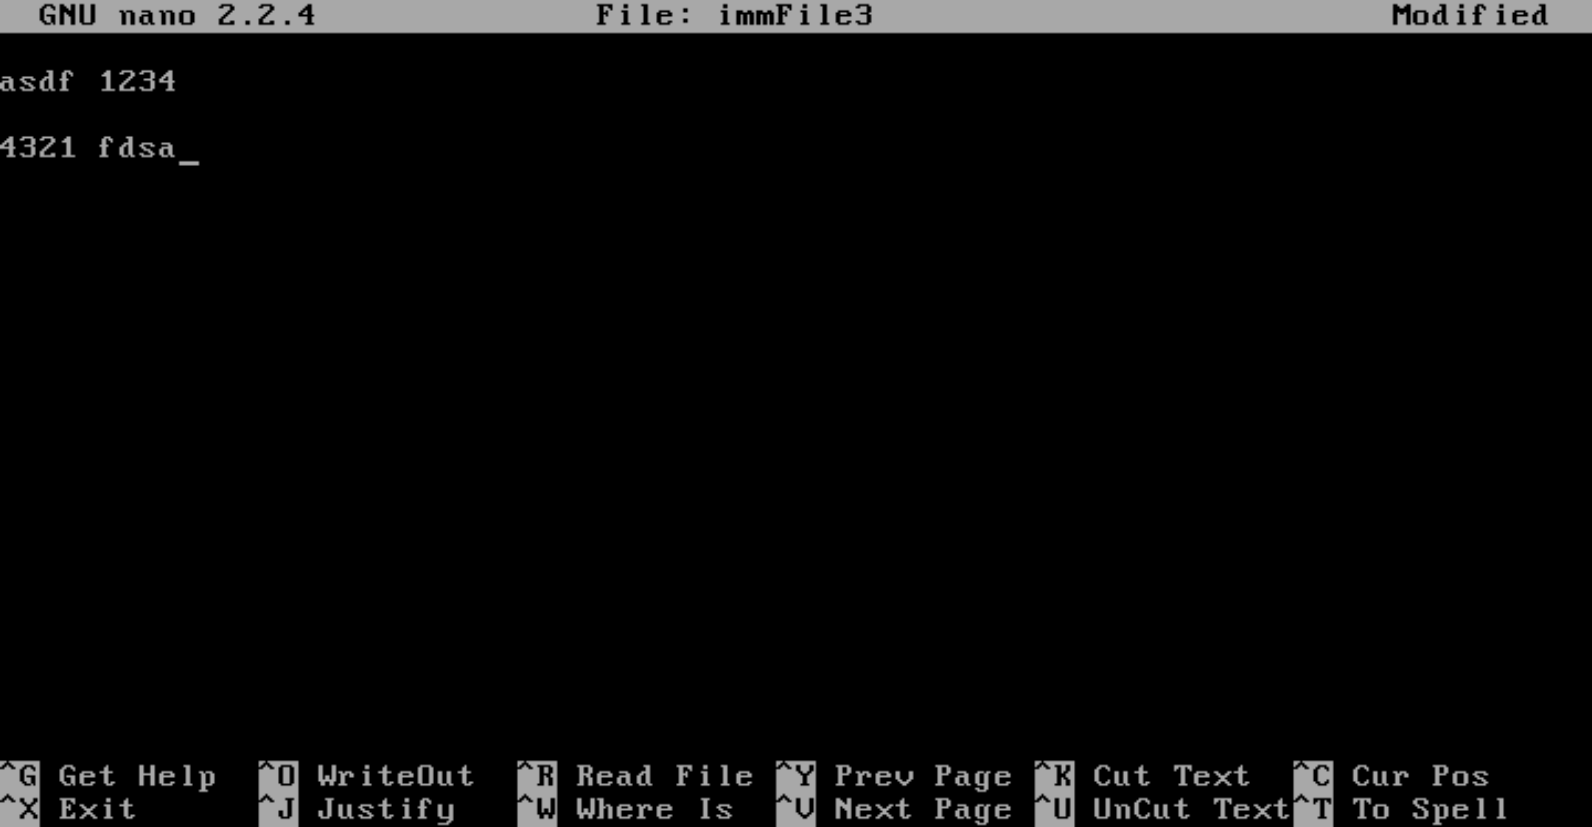 GNU nano 2.2.4 File: immFile3 Modified
asdf 1234
4321 fdsa_
^G Get Help ^O WriteOut ^R Read File ^Y Prev Page ^K Cut Text ^C Cur Pos
^X Exit ^J Justify ^W Where Is ^V Next Page ^U UnCut Text ^T To Spell